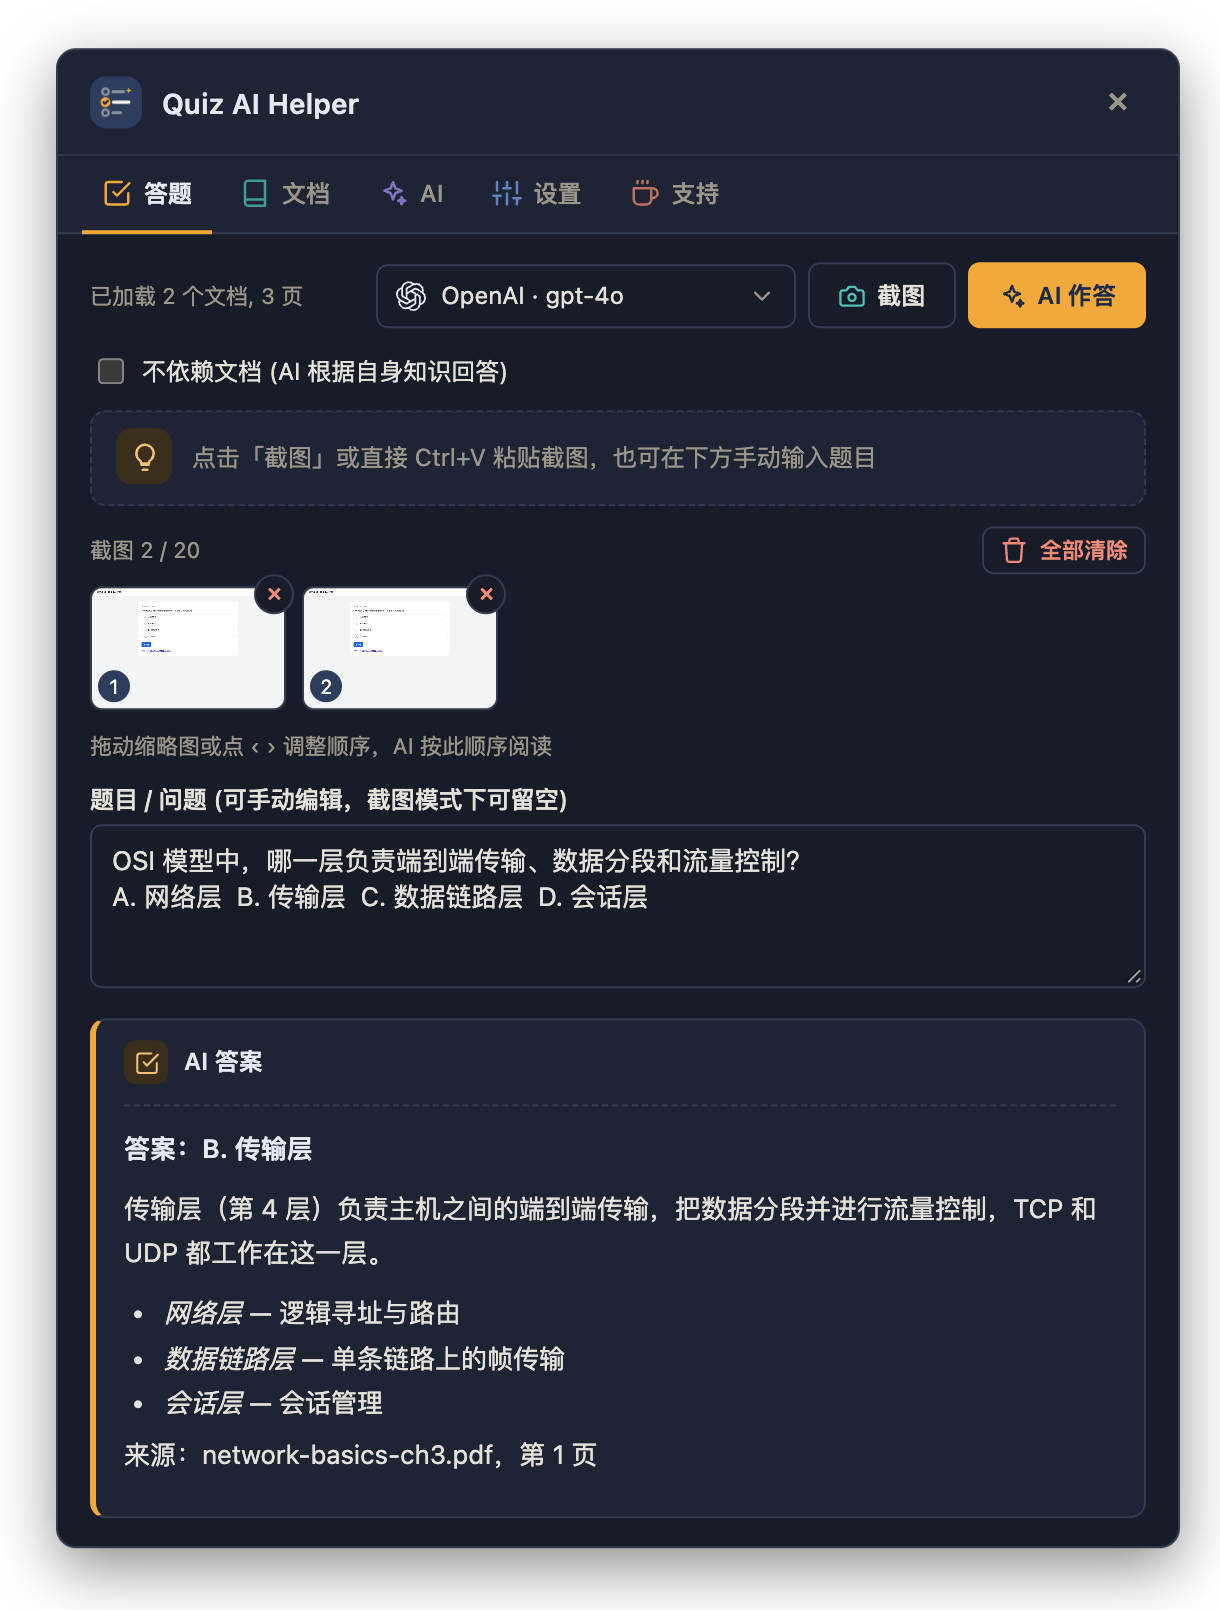 Quiz AI Helper
答题 文档 AI 设置 支持
已加载 2 个文档, 3 页 OpenAI · gpt-4o 截图 AI 作答
不依赖文档 (AI 根据自身知识回答)
点击「截图」或直接 Ctrl+V 粘贴截图，也可在下方手动输入题目
截图 2 / 20 全部清除
1 2
拖动缩略图或点 ‹ › 调整顺序，AI 按此顺序阅读
题目 / 问题 (可手动编辑，截图模式下可留空)
OSI 模型中，哪一层负责端到端传输、数据分段和流量控制?
A. 网络层 B. 传输层 C. 数据链路层 D. 会话层
AI 答案
答案：B. 传输层
传输层（第 4 层）负责主机之间的端到端传输，把数据分段并进行流量控制，TCP 和
UDP 都工作在这一层。
• 网络层 — 逻辑寻址与路由
• 数据链路层 — 单条链路上的帧传输
• 会话层 — 会话管理
来源：network-basics-ch3.pdf，第 1 页